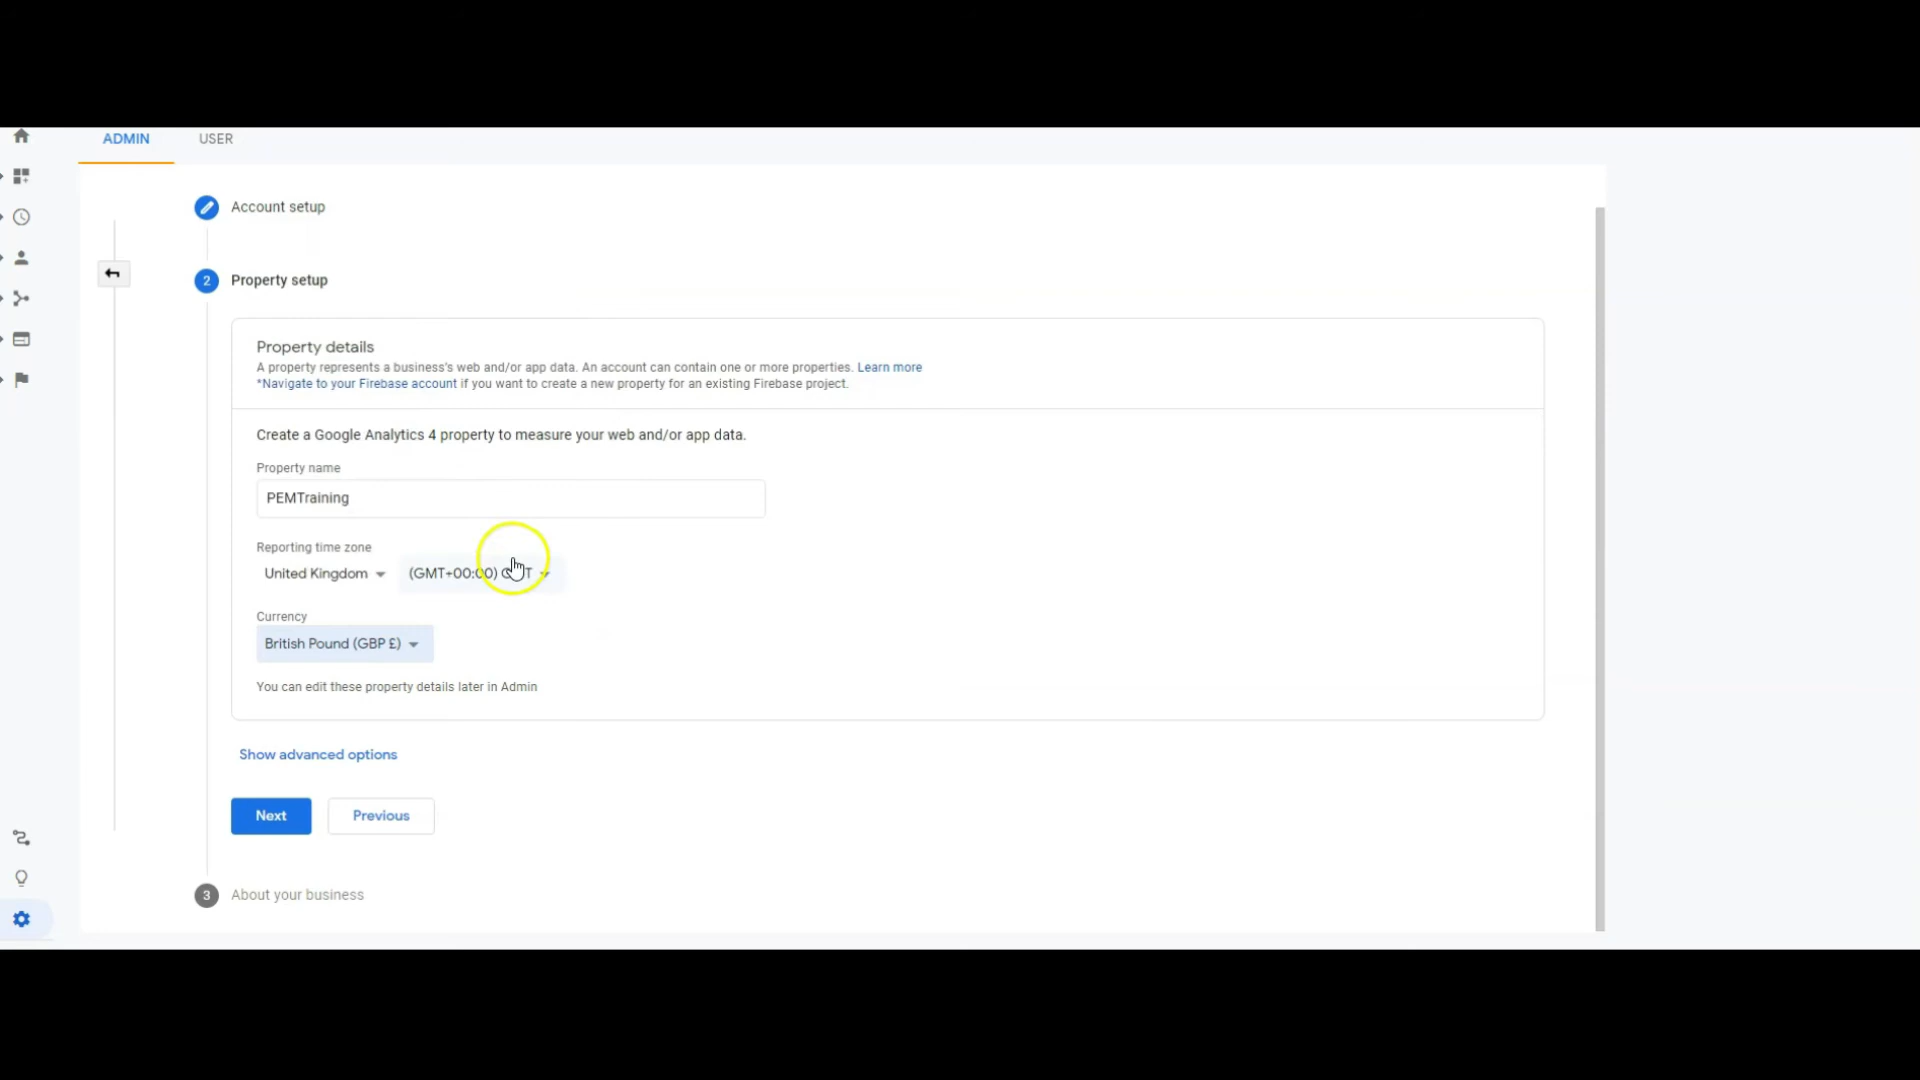 ADMIN
USER
Account setup
2
Property setup
Property details
A property represents a business's web and/or app data. An account can contain one or more properties. Learn more
*Navigate to your Firebase account if you want to create a new property for an existing Firebase project.
Create a Google Analytics 4 property to measure your web and/or app data.
Property name
PEMTraining
Reporting time zone
United Kingdom
(GMT+00:00)
Currency
British Pound (GBP £)
You can edit these property details later in Admin
Show advanced options
Next
Previous
3
About your business